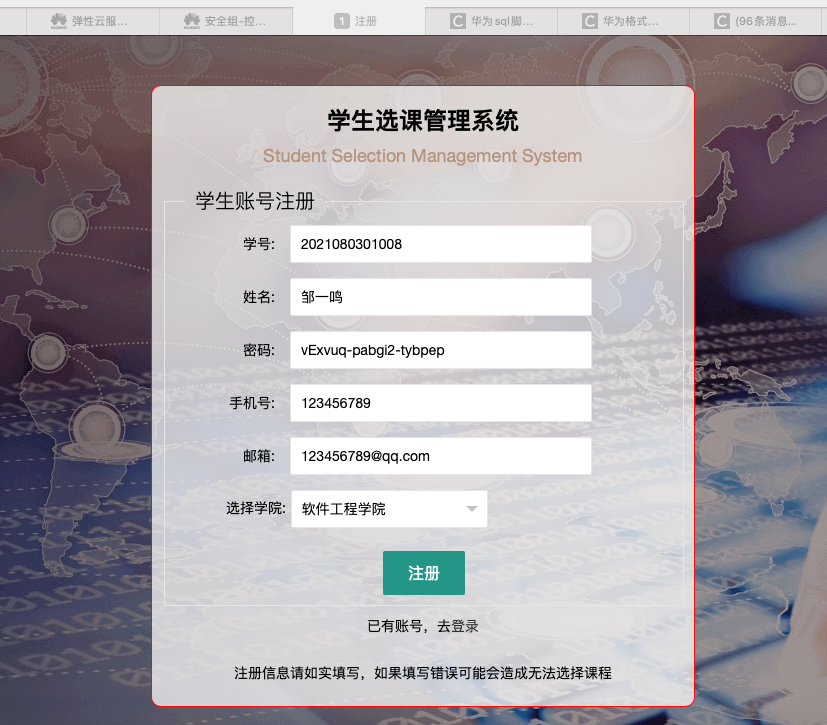 弹性云服...
安全组-控...
1 注册
华为sql脚...
华为格式...
(96条消息...
学生选课管理系统
Student Selection Management System
学生账号注册
学号: 2021080301008
姓名: 邹一鸣
密码: vExvuq-pabgi2-tybpep
手机号: 123456789
邮箱: 123456789@qq.com
选择学院: 软件工程学院
注册
已有账号，去登录
注册信息请如实填写，如果填写错误可能会造成无法选择课程